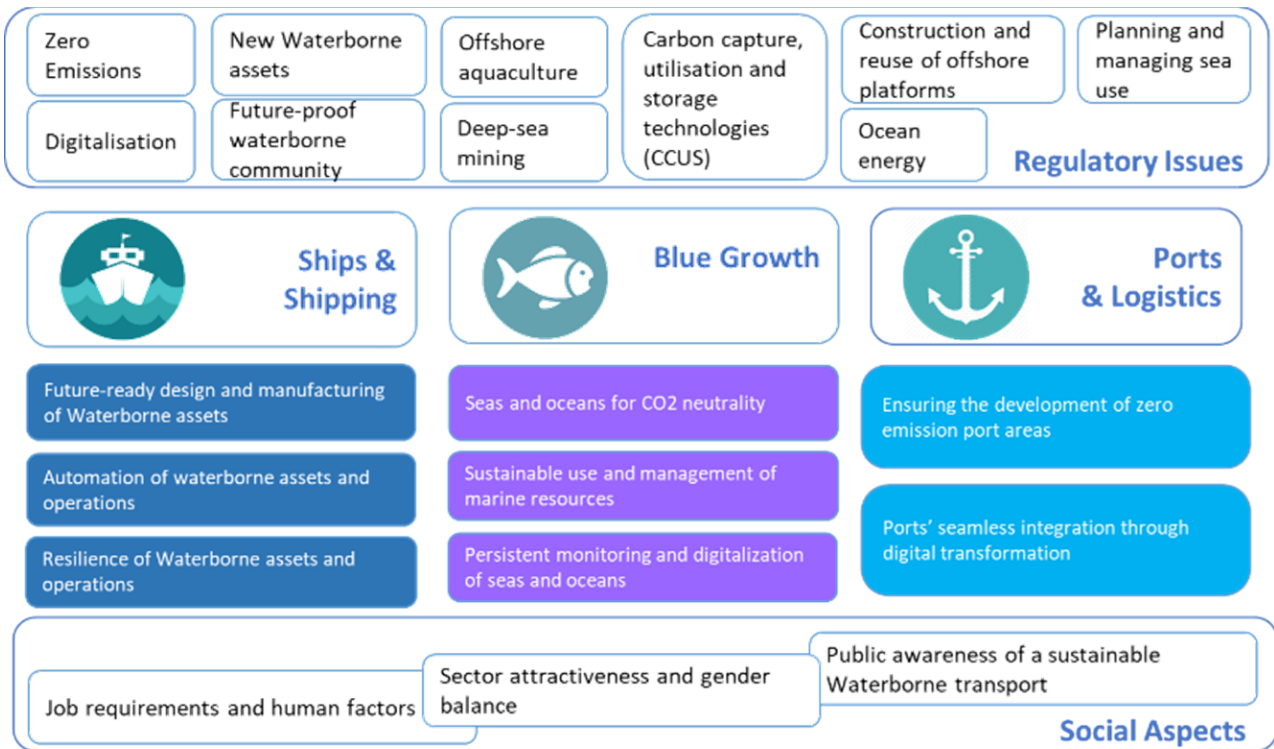 Zero
Emissions
New Waterborne
assets
Offshore
aquaculture
Carbon capture,
utilisation and
storage
technologies
(CCUS)
Construction and
reuse of offshore
platforms
Planning and
managing sea
use
Digitalisation
Future-proof
waterborne
community
Deep-sea
mining
Ocean
energy
Regulatory Issues
Ships &
Shipping
Blue Growth
Ports
& Logistics
Future-ready design and manufacturing
of Waterborne assets
Automation of waterborne assets and
operations
Resilience of Waterborne assets and
operations
Seas and oceans for CO2 neutrality
Sustainable use and management of
marine resources
Persistent monitoring and digitalization
of seas and oceans
Ensuring the development of zero
emission port areas
Ports’ seamless integration through
digital transformation
Job requirements and human factors
Sector attractiveness and gender
balance
Public awareness of a sustainable
Waterborne transport
Social Aspects